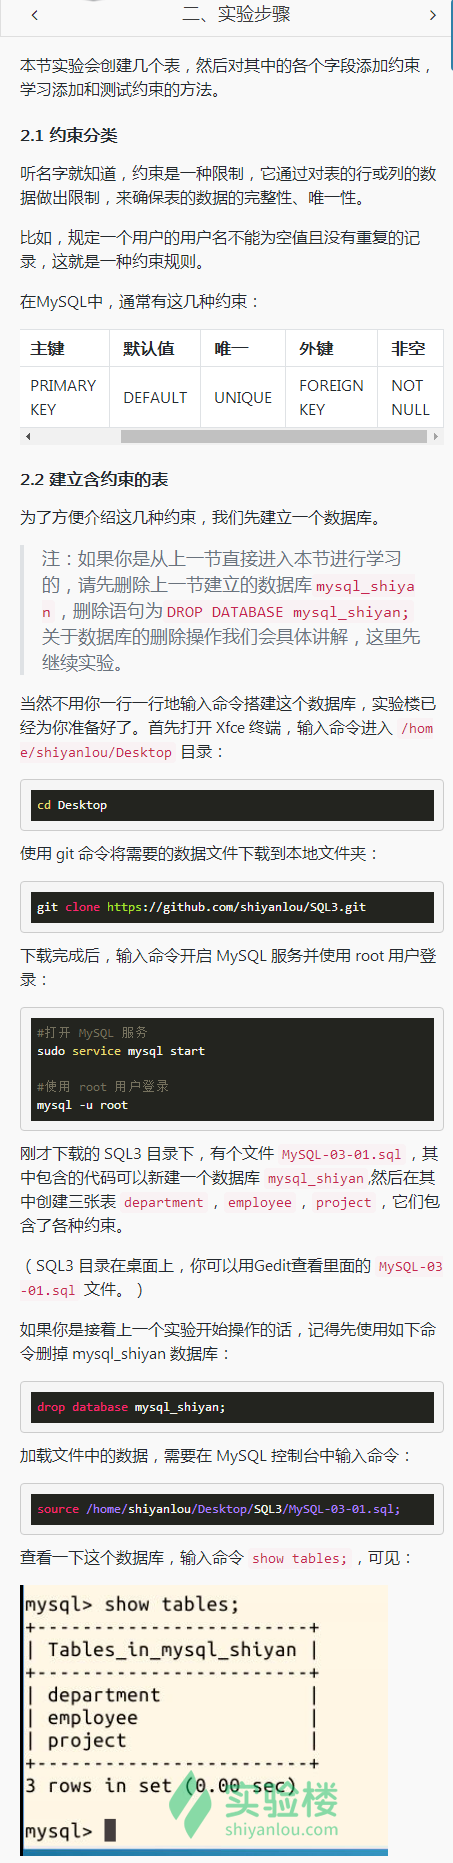 二、实验步骤
本节实验会创建几个表，然后对其中的各个字段添加约束，
学习添加和测试约束的方法。
2.1 约束分类
听名字就知道，约束是一种限制，它通过对表的行或列的数
据做出限制，来确保表的数据的完整性、唯一性。
比如，规定一个用户的用户名不能为空值且没有重复的记
录，这就是一种约束规则。
在MySQL中，通常有这几种约束：
主键 默认值 唯一 外键 非空
PRIMARY KEY DEFAULT UNIQUE FOREIGN KEY NOT NULL
2.2 建立含约束的表
为了方便介绍这几种约束，我们先建立一个数据库。
注：如果你是从上一节直接进入本节进行学习
的，请先删除上一节建立的数据库 mysql_shiya
n ，删除语句为 DROP DATABASE mysql_shiyan;
关于数据库的删除操作我们会具体讲解，这里先
继续实验。
当然不用你一行一行地输入命令搭建这个数据库，实验楼已
经为你准备好了。首先打开 Xfce 终端，输入命令进入 /hom
e/shiyanlou/Desktop 目录：
cd Desktop
使用 git 命令将需要的数据文件下载到本地文件夹：
git clone https://github.com/shiyanlou/SQL3.git
下载完成后，输入命令开启 MySQL 服务并使用 root 用户登
录：
#打开 MySQL 服务
sudo service mysql start
#使用 root 用户登录
mysql -u root
刚才下载的 SQL3 目录下，有个文件 MySQL-03-01.sql ，其
中包含的代码可以新建一个数据库 mysql_shiyan ,然后在其
中创建三张表 department ，employee ，project ，它们包
含了各种约束。
（ SQL3 目录在桌面上，你可以用Gedit查看里面的 MySQL-03
-01.sql 文件。）
如果你是接着上一个实验开始操作的话，记得先使用如下命
令删掉 mysql_shiyan 数据库：
drop database mysql_shiyan;
加载文件中的数据，需要在 MySQL 控制台中输入命令：
source /home/shiyanlou/Desktop/SQL3/MySQL-03-01.sql;
查看一下这个数据库，输入命令 show tables; ，可见：
mysql> show tables;
+------------------------+
| Tables_in_mysql_shiyan |
+------------------------+
| department |
| employee |
| project |
+------------------------+
3 rows in set (0.00 sec)
实验楼
mysql>
shiyanlou.com